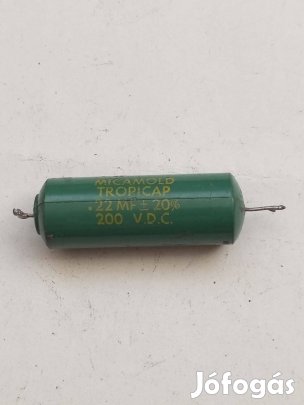 MICAMOLD
TROPICAP
.22 MF ± 20%
200 V.D.C.
Jófogás